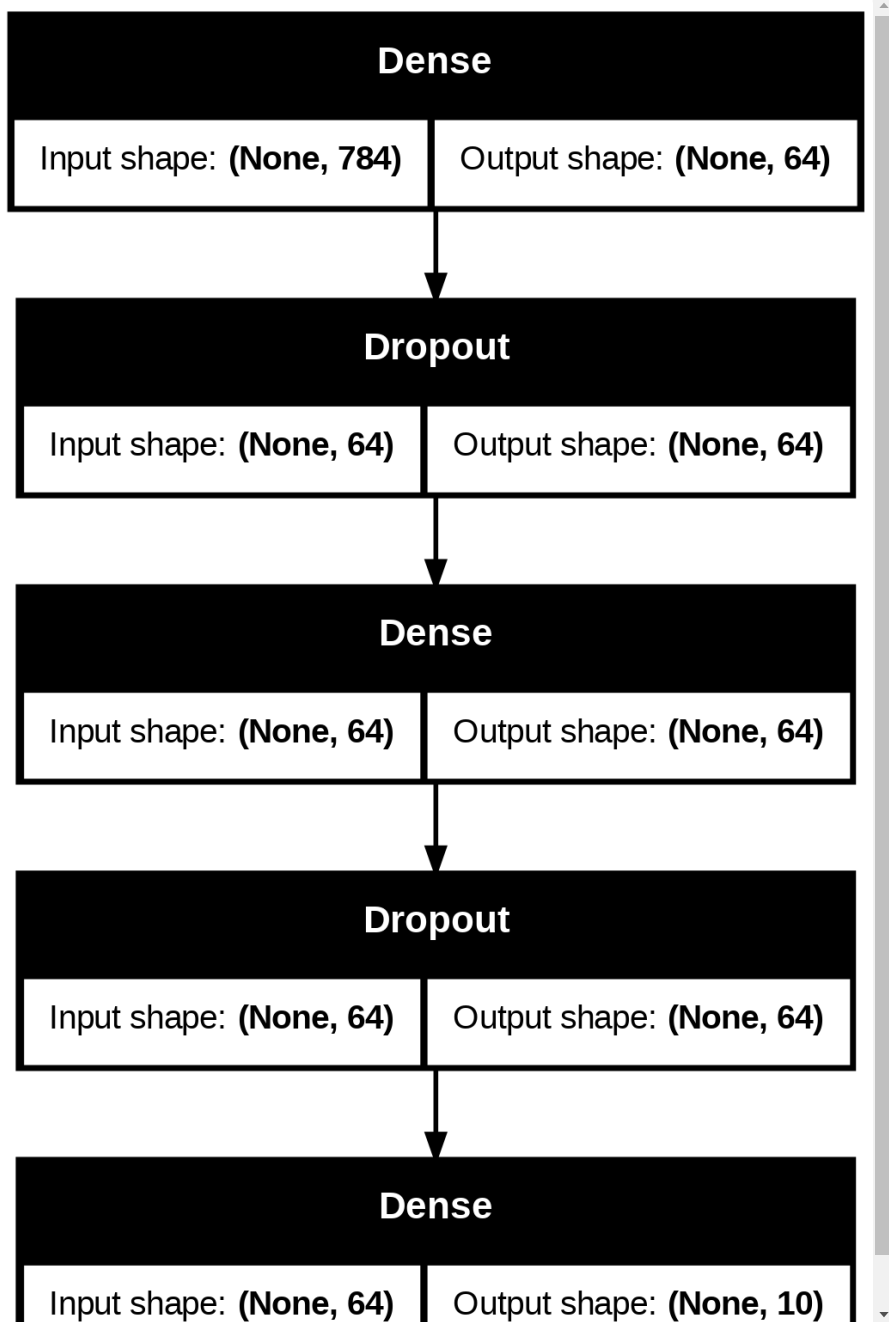 Dense
Input shape: (None, 784) Output shape: (None, 64)
Dropout
Input shape: (None, 64) Output shape: (None, 64)
Dense
Input shape: (None, 64) Output shape: (None, 64)
Dropout
Input shape: (None, 64) Output shape: (None, 64)
Dense
Input shape: (None, 64) Output shape: (None, 10)